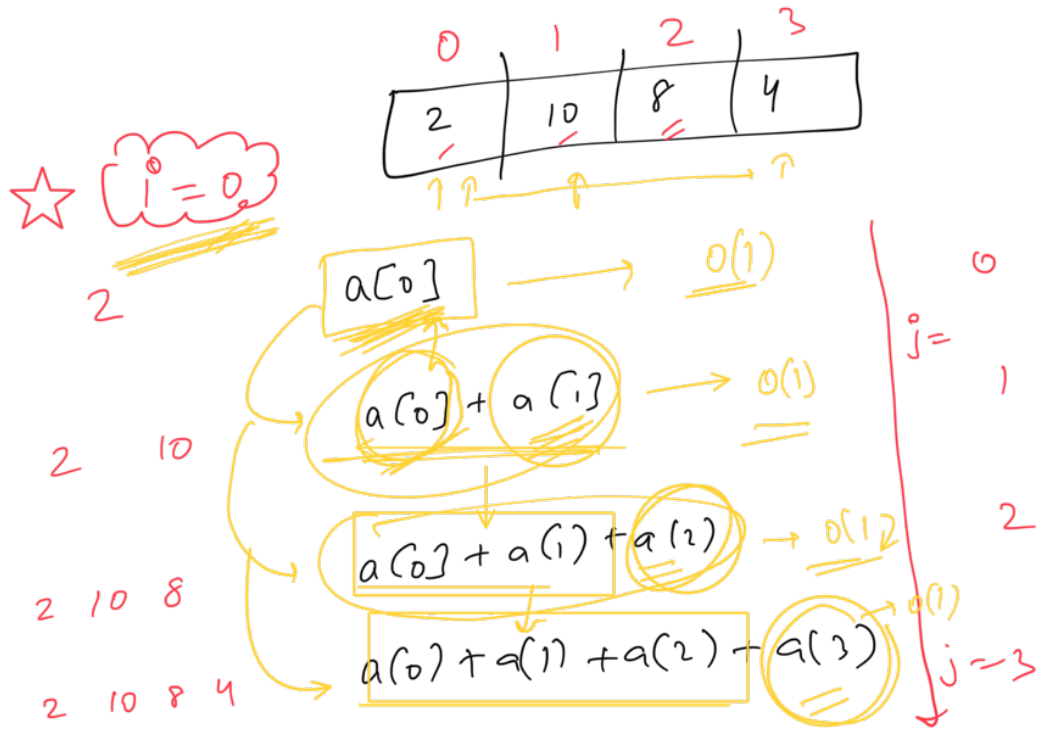 0 1 2 3
2 10 8 4
i = 0
a[0] O(1)
0
2
j=
a[0] + a[1] O(1)
1
2 10
2
a[0] + a(1) + a(2) O(1)
2 10 8
O(1)
a(0) + a(1) + a(2) + a(3)
j=3
2 10 8 4